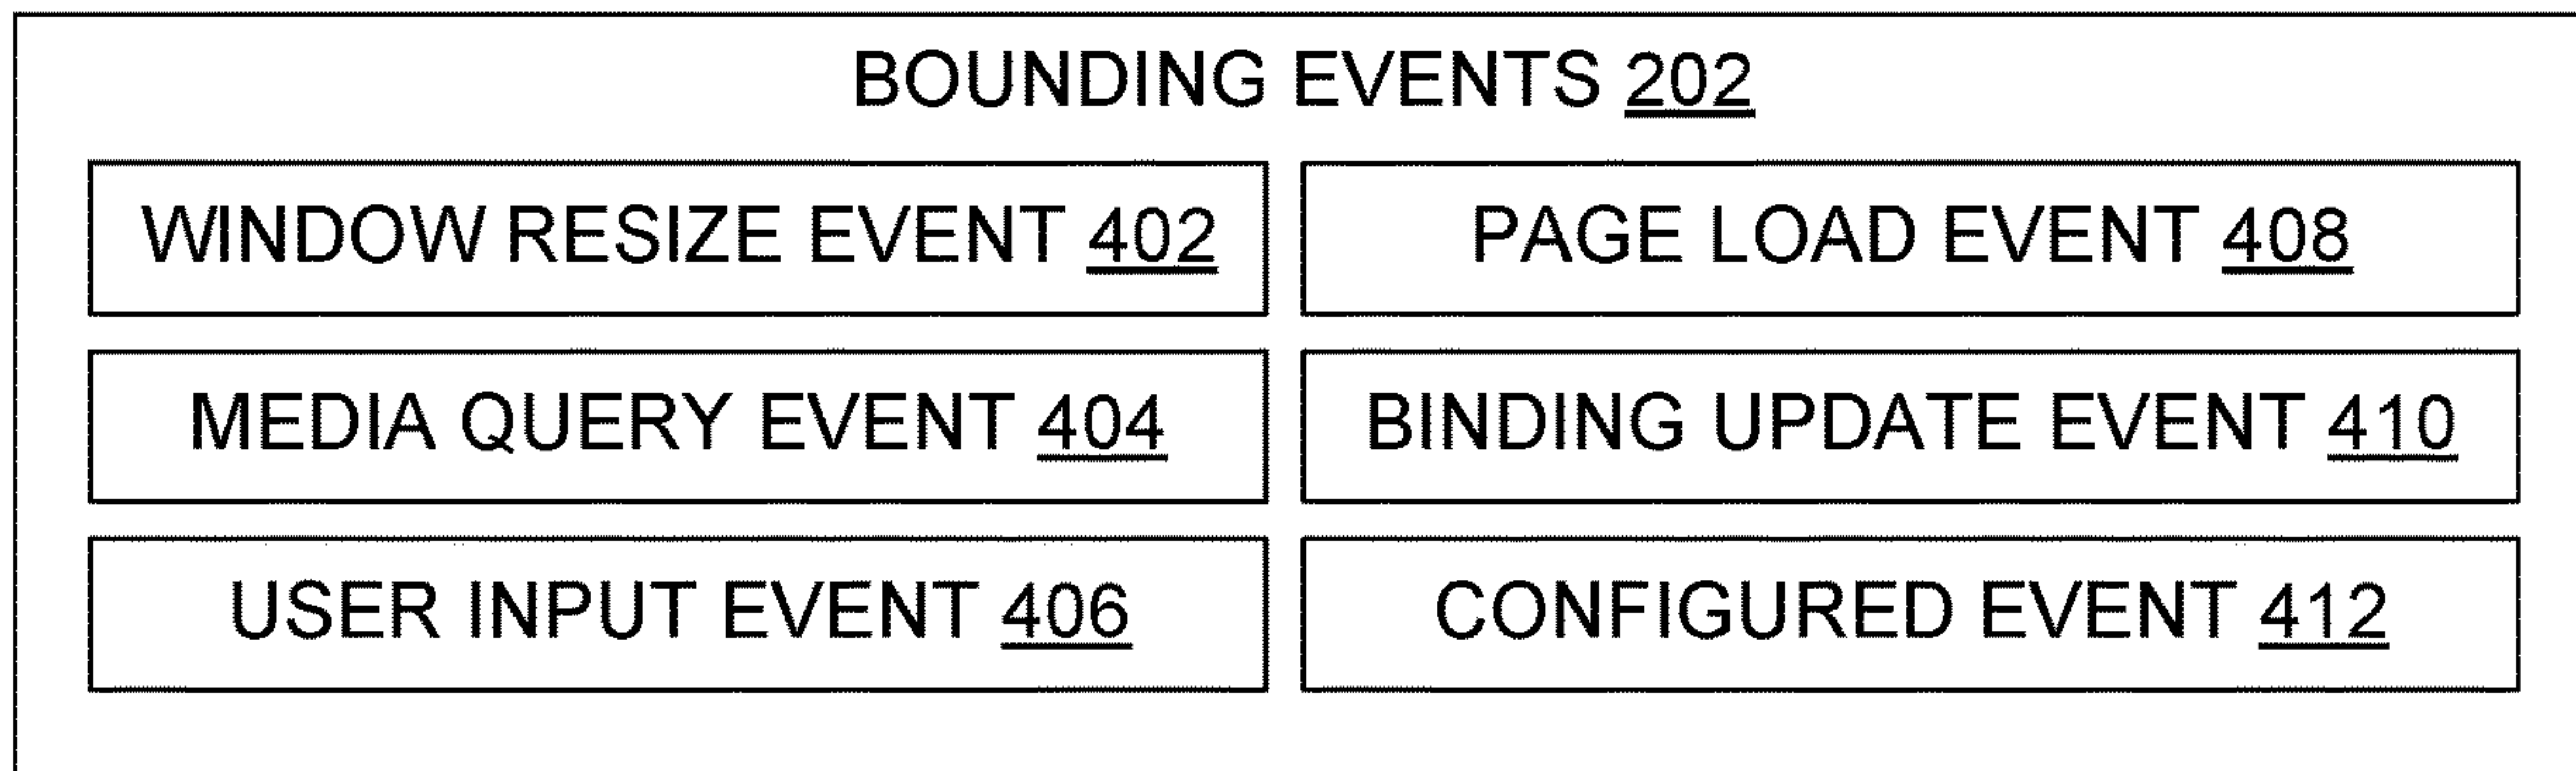 BOUNDING EVENTS 202
WINDOW RESIZE EVENT 402
PAGE LOAD EVENT 408
MEDIA QUERY EVENT 404
BINDING UPDATE EVENT 410
USER INPUT EVENT 406
CONFIGURED EVENT 412